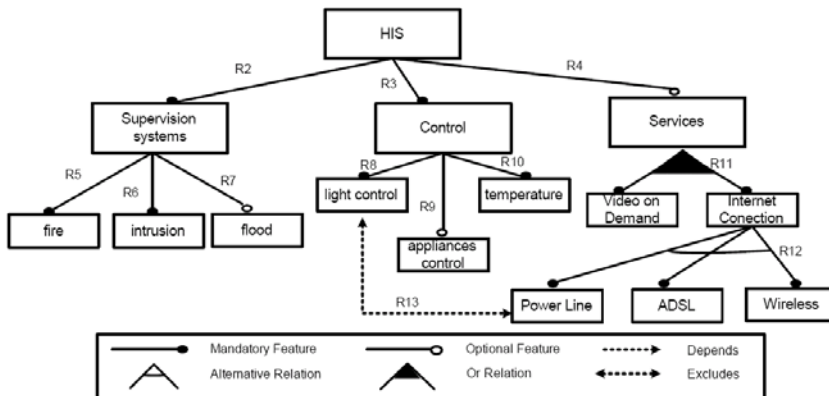 HIS
R2
R3
R4
Supervision
systems
Control
Services
R5
R6
R7
R8
R10
R11
R9
light control
temperature
Video on
Demand
Internet
Conection
fire
intrusion
flood
appliances
control
R12
R13
Power Line
ADSL
Wireless
Mandatory Feature
Optional Feature
Depends
Alternative Relation
Or Relation
Excludes